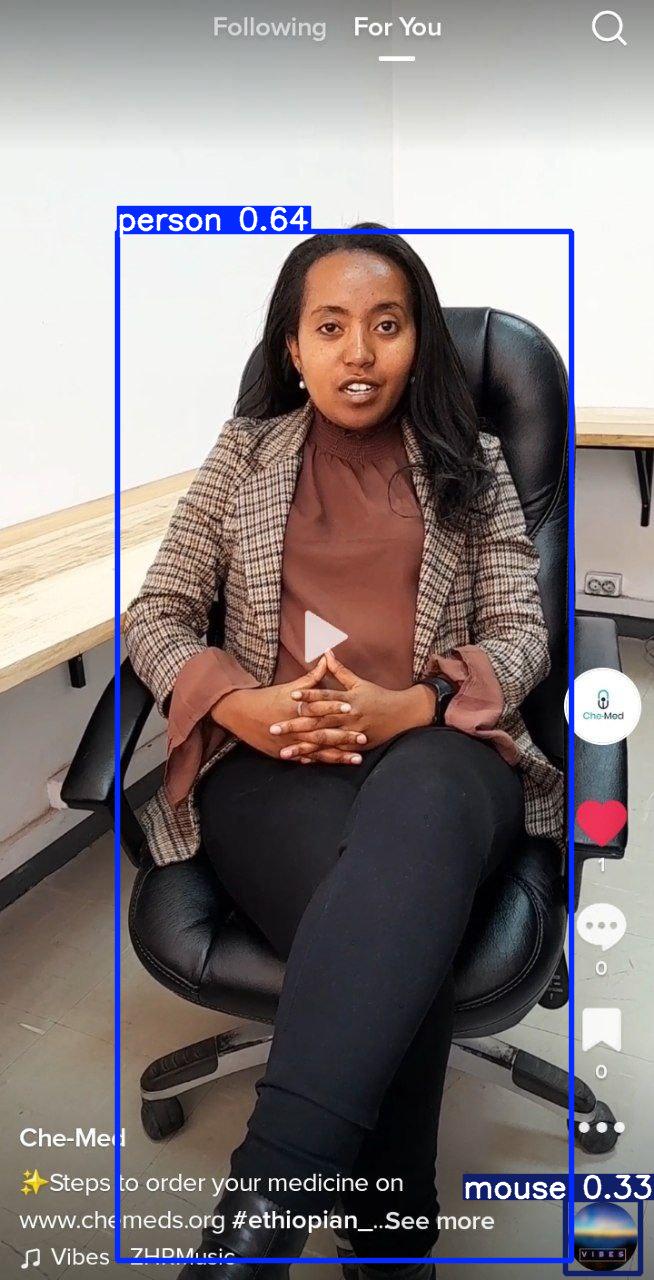 Following For You
person 0.64
Che-Med
1
0
0
Che-Med
✨Steps to order your medicine on
www.chemeds.org #ethiopian_...See more
mouse 0.33
Vibes - ZHRMusic
VIBES